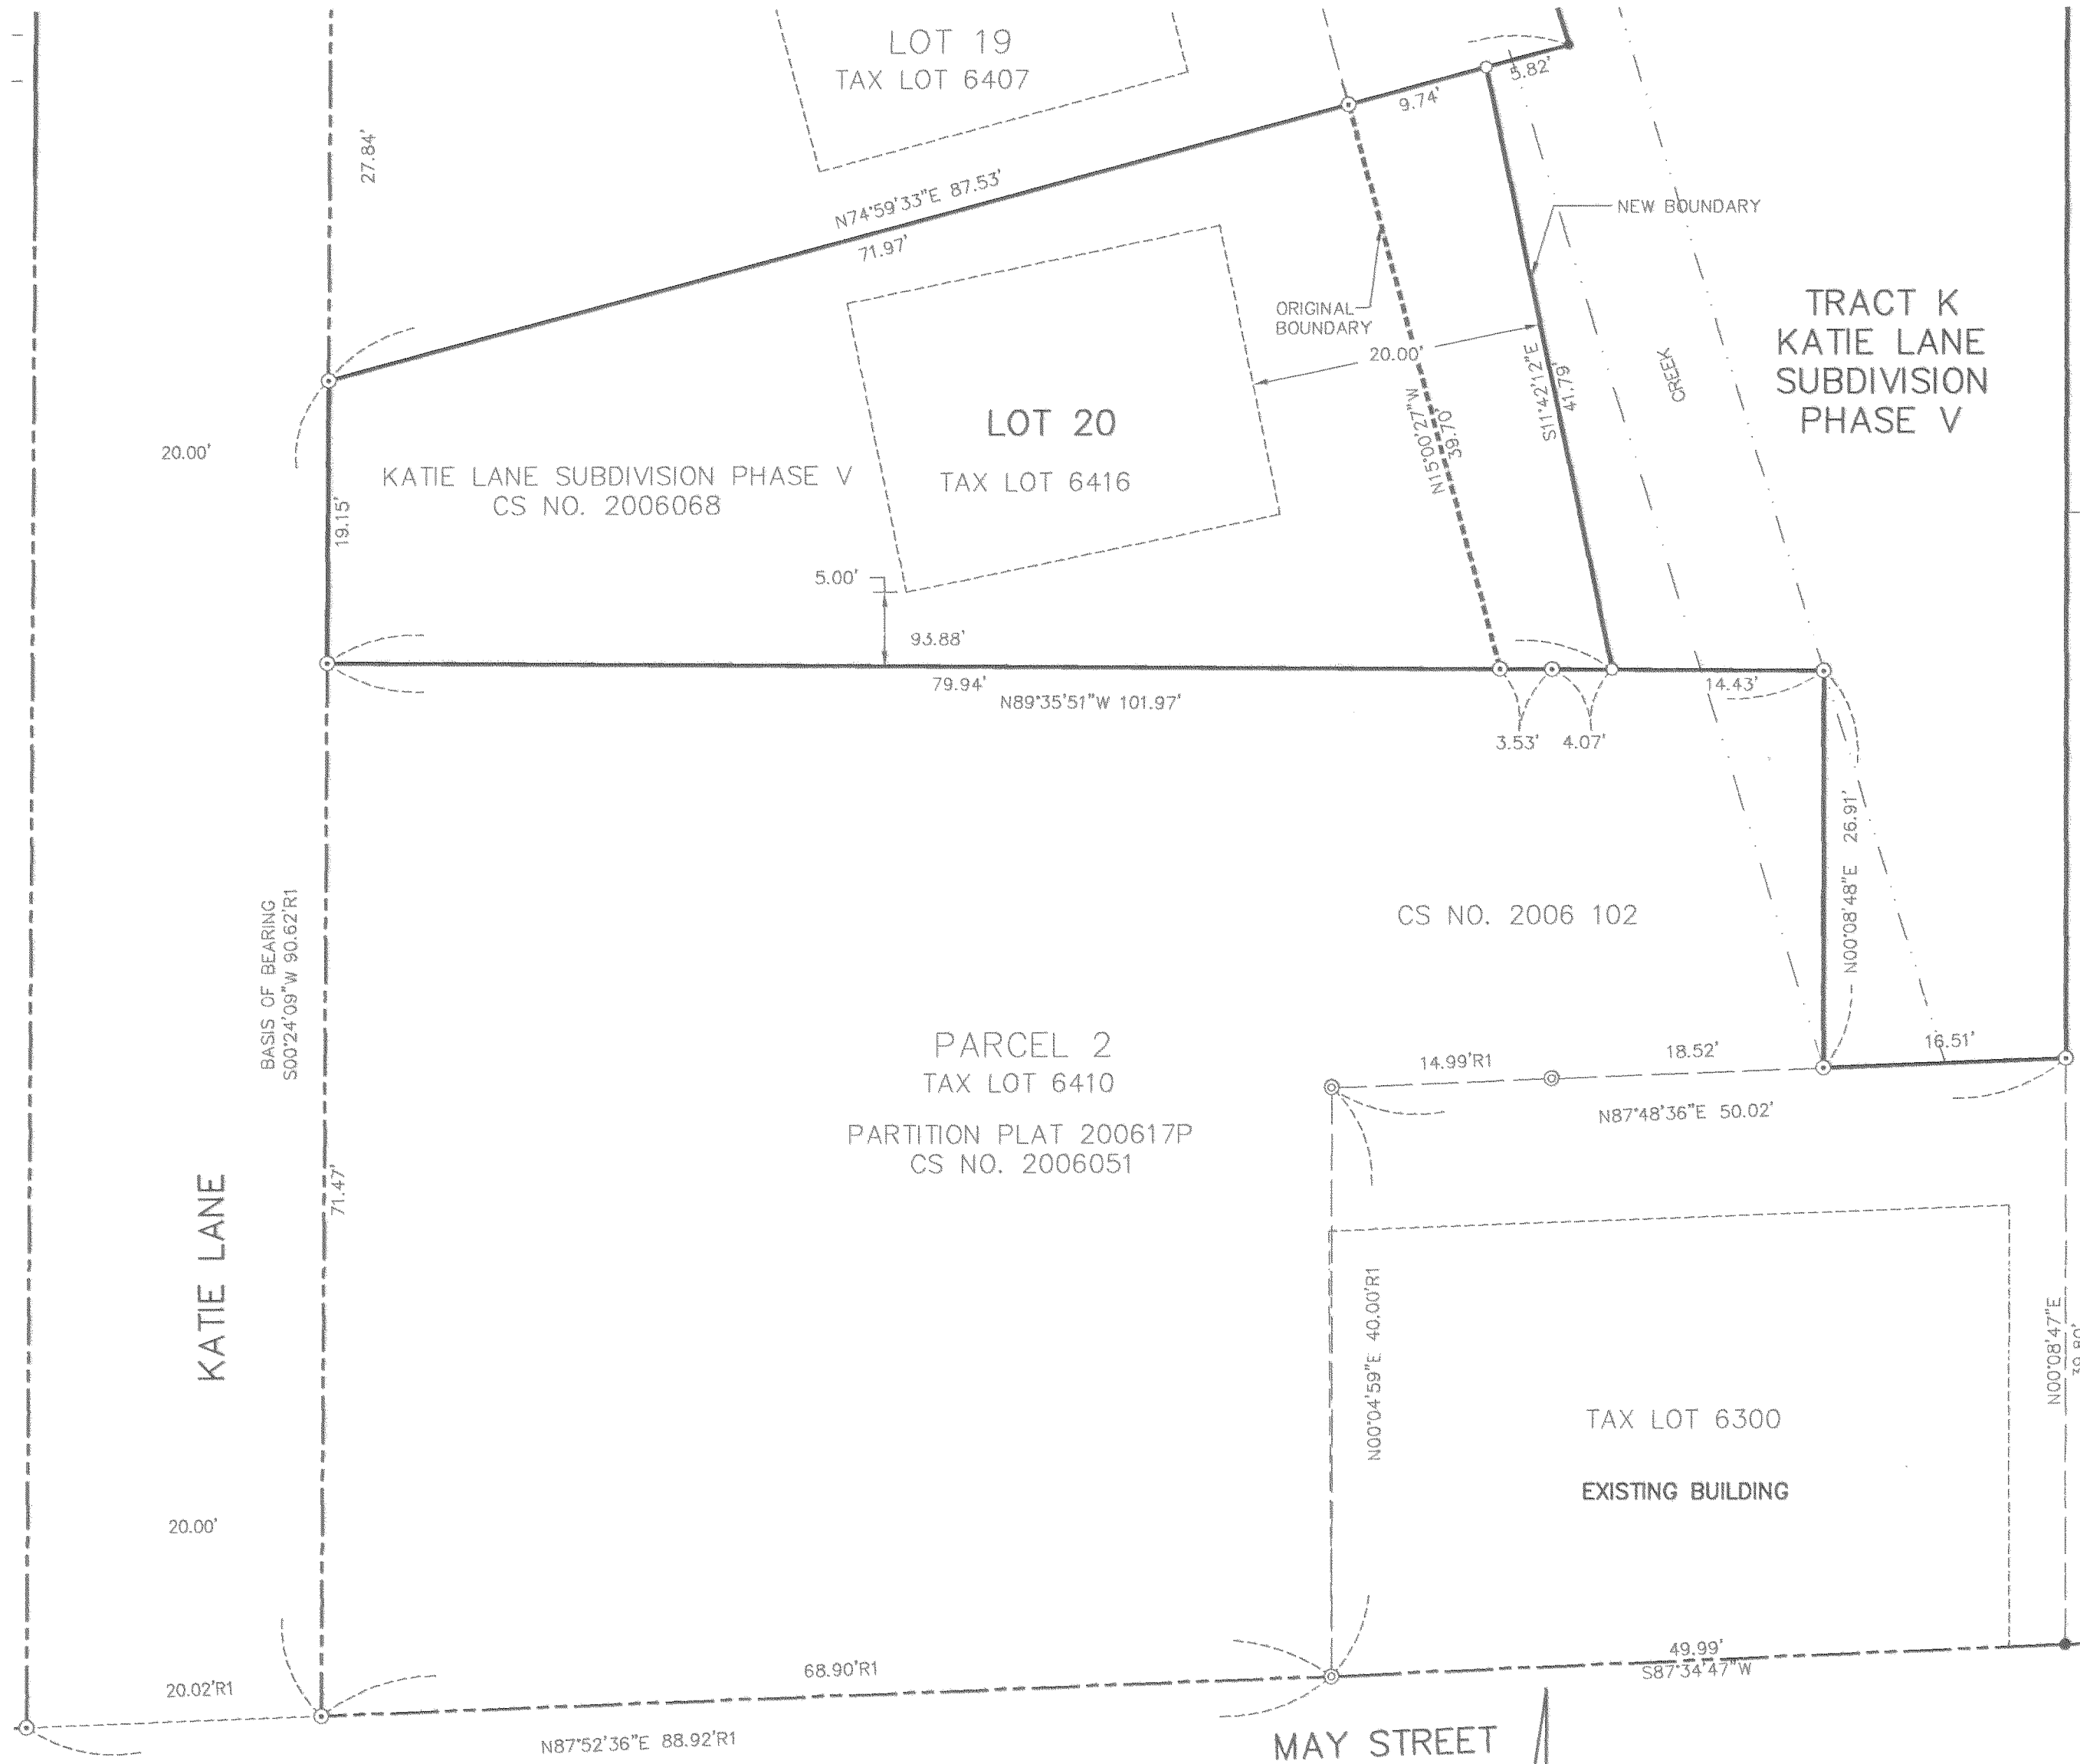 LOT 19
TAX LOT 6407
27.84'
5.82'
9.74'
N74°59'33"E 87.53'
71.97'
NEW BOUNDARY
ORIGINAL
BOUNDARY
20.00'
TRACT K
KATIE LANE
SUBDIVISION
PHASE V
CREEK
S11°42'12"E
41.79'
N15°00'27"W
39.70'
LOT 20
TAX LOT 6416
KATIE LANE SUBDIVISION PHASE V
CS NO. 2006068
20.00'
19.15'
5.00'
93.88'
79.94'
N89°35'51"W 101.97'
14.43'
3.53'
4.07'
N00°08'48"E 26.91'
CS NO. 2006 102
BASIS OF BEARING
S00°24'09"W 90.62'R1
PARCEL 2
TAX LOT 6410
PARTITION PLAT 200617P
CS NO. 2006051
14.99'R1
18.52'
16.51'
N87°48'36"E 50.02'
71.47'
KATIE LANE
N00°04'59"E 40.00'R1
N00°08'47"E
39.80'
TAX LOT 6300
EXISTING BUILDING
20.00'
20.02'R1
68.90'R1
49.99'
S87°34'47"W
N87°52'36"E 88.92'R1
MAY STREET